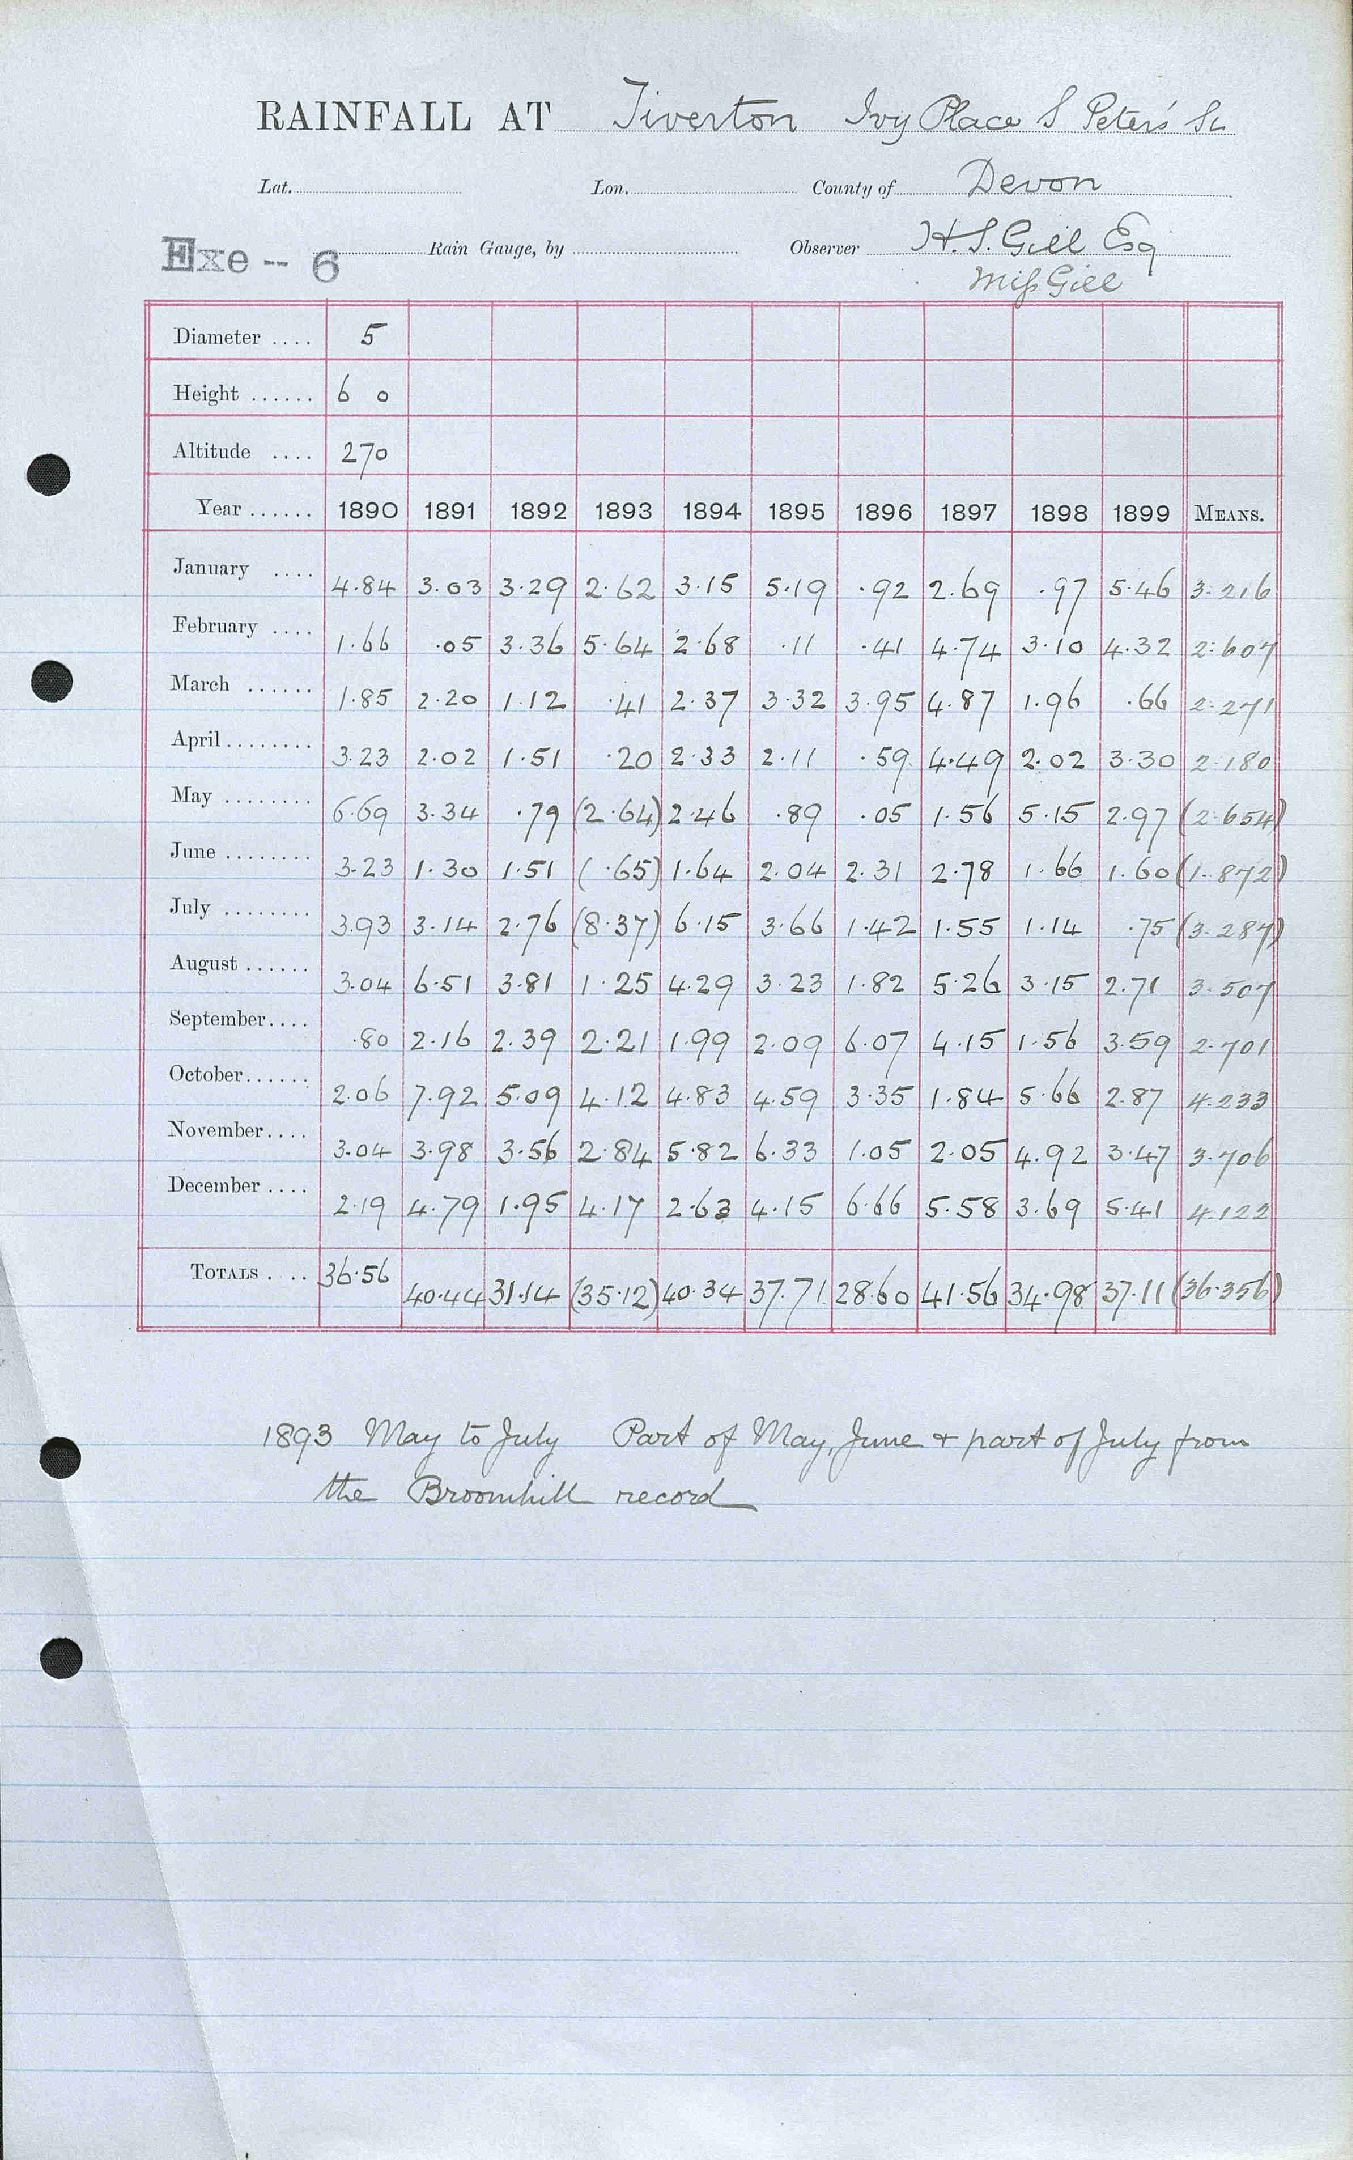 RAINFALL AT Tiverton Ivy Place S Peters' St
Lat. Lon. County of Devon
Exe -- 6 Rain Gauge, by Observer H.S. Gill Esq
Miss Gill
Diameter .... 5
Height ...... 6 0
Altitude .... 270
Year ...... 1890 1891 1892 1893 1894 1895 1896 1897 1898 1899 MEANS.
January .... 4.84 3.03 3.29 2.62 3.15 5.19 .92 2.69 .97 5.46 3.216
February .... 1.66 .05 3.36 5.64 2.68 .11 .41 4.74 3.10 4.32 2.607
March ...... 1.85 2.20 1.12 .41 2.37 3.32 3.95 4.87 1.96 .66 2.271
April ........ 3.23 2.02 1.51 .20 2.33 2.11 .59 4.49 2.02 3.30 2.180
May ........ 6.69 3.34 .79 (2.64) 2.46 .89 .05 1.56 5.15 2.97 (2.654)
June ........ 3.23 1.30 1.51 (.65) 1.64 2.04 2.31 2.78 1.66 1.60 (1.872)
July ........ 3.93 3.14 2.76 (8.37) 6.15 3.66 1.42 1.55 1.14 .75 (3.287)
August ...... 3.04 6.51 3.81 1.25 4.29 3.23 1.82 5.26 3.15 2.71 3.507
September.... .80 2.16 2.39 2.21 1.99 2.09 6.07 4.15 1.56 3.59 2.701
October...... 2.06 7.92 5.09 4.12 4.83 4.59 3.35 1.84 5.66 2.87 4.233
November.... 3.04 3.98 3.56 2.84 5.82 6.33 1.05 2.05 4.92 3.47 3.706
December .... 2.19 4.79 1.95 4.17 2.63 4.15 6.66 5.58 3.69 5.41 4.122
TOTALS .... 36.56 40.44 31.14 (35.12) 40.34 37.71 28.60 41.56 34.98 37.11 (36.356)
1893 May to July Part of May, June + part of July from
the Broomhill record